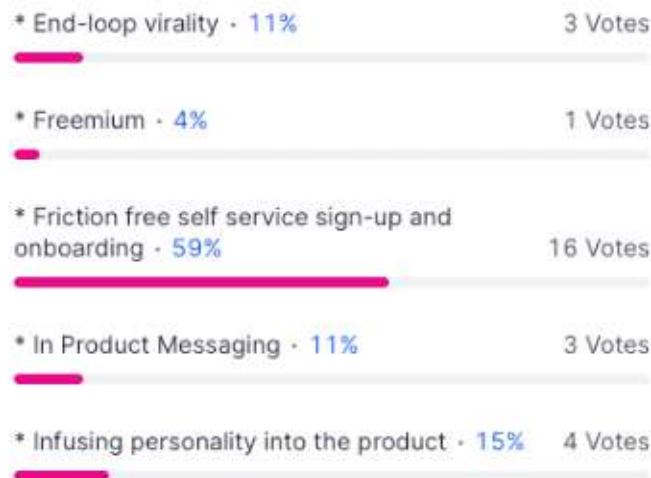 * End-loop virality · 11% 3 Votes
* Freemium · 4% 1 Votes
* Friction free self service sign-up and
onboarding · 59% 16 Votes
* In Product Messaging · 11% 3 Votes
* Infusing personality into the product · 15% 4 Votes